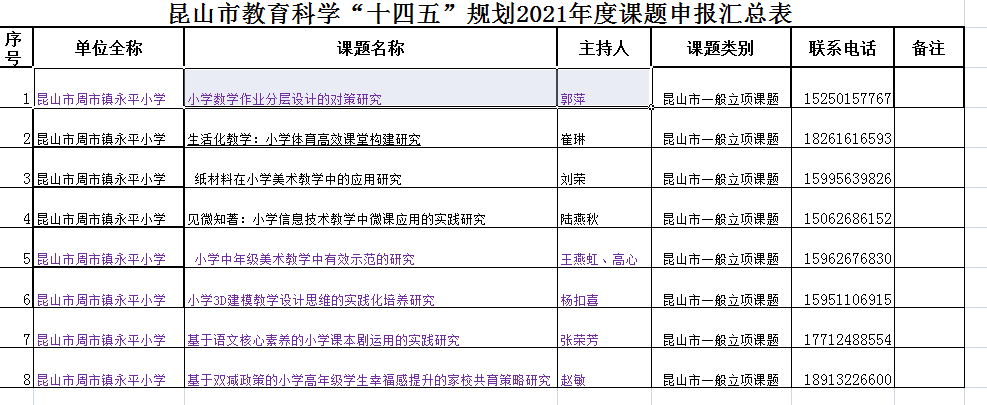 昆山市教育科学“十四五”规划2021年度课题申报汇总表
序号 单位全称 课题名称 主持人 课题类别 联系电话 备注
1 昆山市周市镇永平小学 小学数学作业分层设计的对策研究 郭萍 昆山市一般立项课题 15250157767
2 昆山市周市镇永平小学 生活化教学：小学体育高效课堂构建研究 崔琳 昆山市一般立项课题 18261616593
3 昆山市周市镇永平小学 纸材料在小学美术教学中的应用研究 刘荣 昆山市一般立项课题 15995639826
4 昆山市周市镇永平小学 见微知著：小学信息技术教学中微课应用的实践研究 陆燕秋 昆山市一般立项课题 15062686152
5 昆山市周市镇永平小学 小学中年级美术教学中有效示范的研究 王燕虹、高心 昆山市一般立项课题 15962676830
6 昆山市周市镇永平小学 小学3D建模教学设计思维的实践化培养研究 杨扣喜 昆山市一般立项课题 15951106915
7 昆山市周市镇永平小学 基于语文核心素养的小学课本剧运用的实践研究 张荣芳 昆山市一般立项课题 17712488554
8 昆山市周市镇永平小学 基于双减政策的小学高年级学生幸福感提升的家校共育策略研究 赵敏 昆山市一般立项课题 18913226600